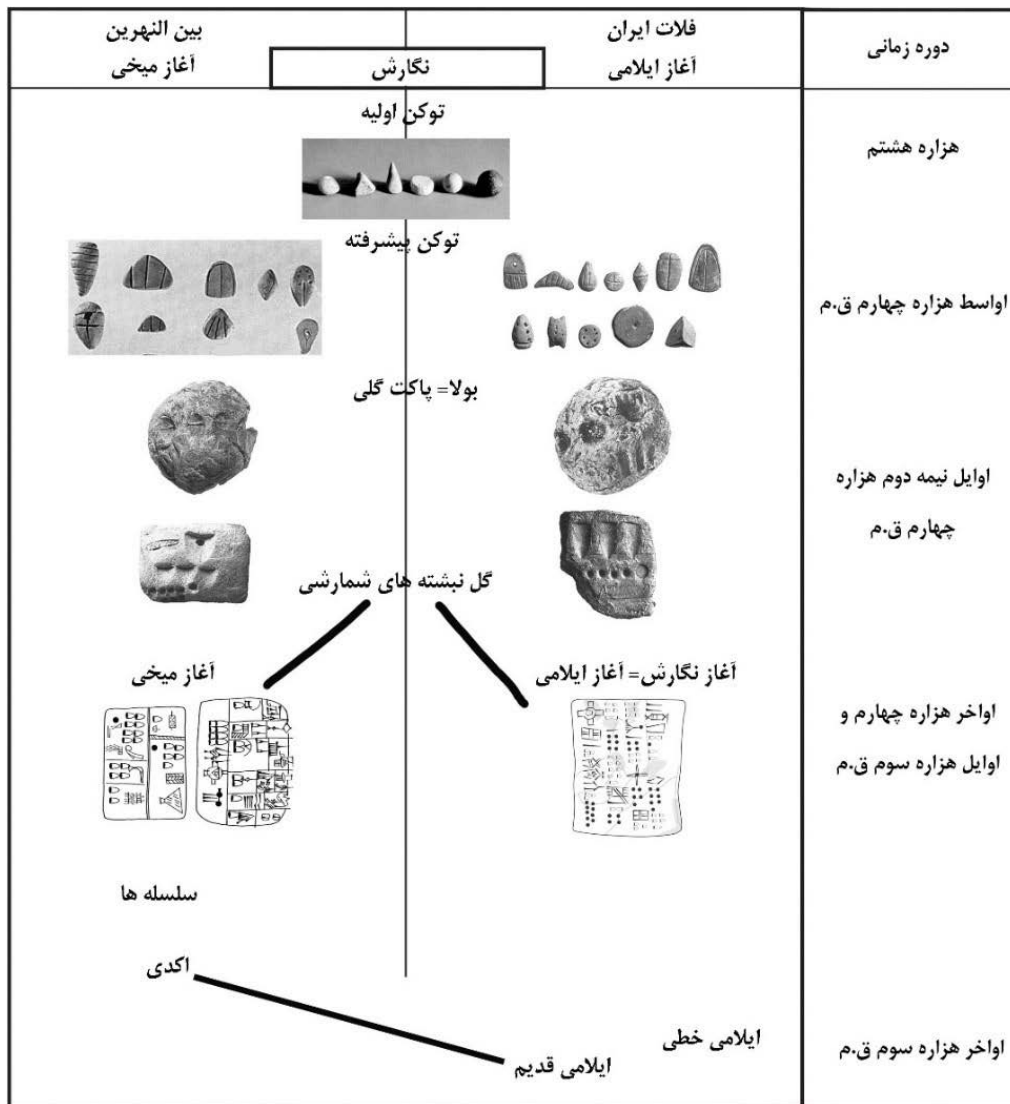 دوره زمانی
فلات ایران
آغاز ایلامی
نگارش
بین النهرین
آغاز میخی
هزاره هشتم
توکن اولیه
اواسط هزاره چهارم ق.م
توکن پیشرفته
اوایل نیمه دوم هزاره
چهارم ق.م
بولا= پاکت گلی
گل نبشته های شمارشی
اواخر هزاره چهارم و
اوایل هزاره سوم ق.م
آغاز نگارش= آغاز ایلامی
آغاز میخی
سلسله ها
اکدی
اواخر هزاره سوم ق.م
ایلامی خطی
ایلامی قدیم